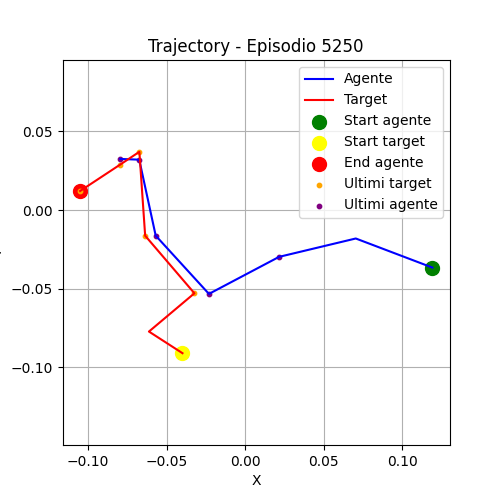 Trajectory - Episodio 5250
Agente
Target
Start agente
Start target
End agente
Ultimi target
Ultimi agente
0.05
0.00
−0.05
−0.10
−0.10
−0.05
0.00
0.05
0.10
X